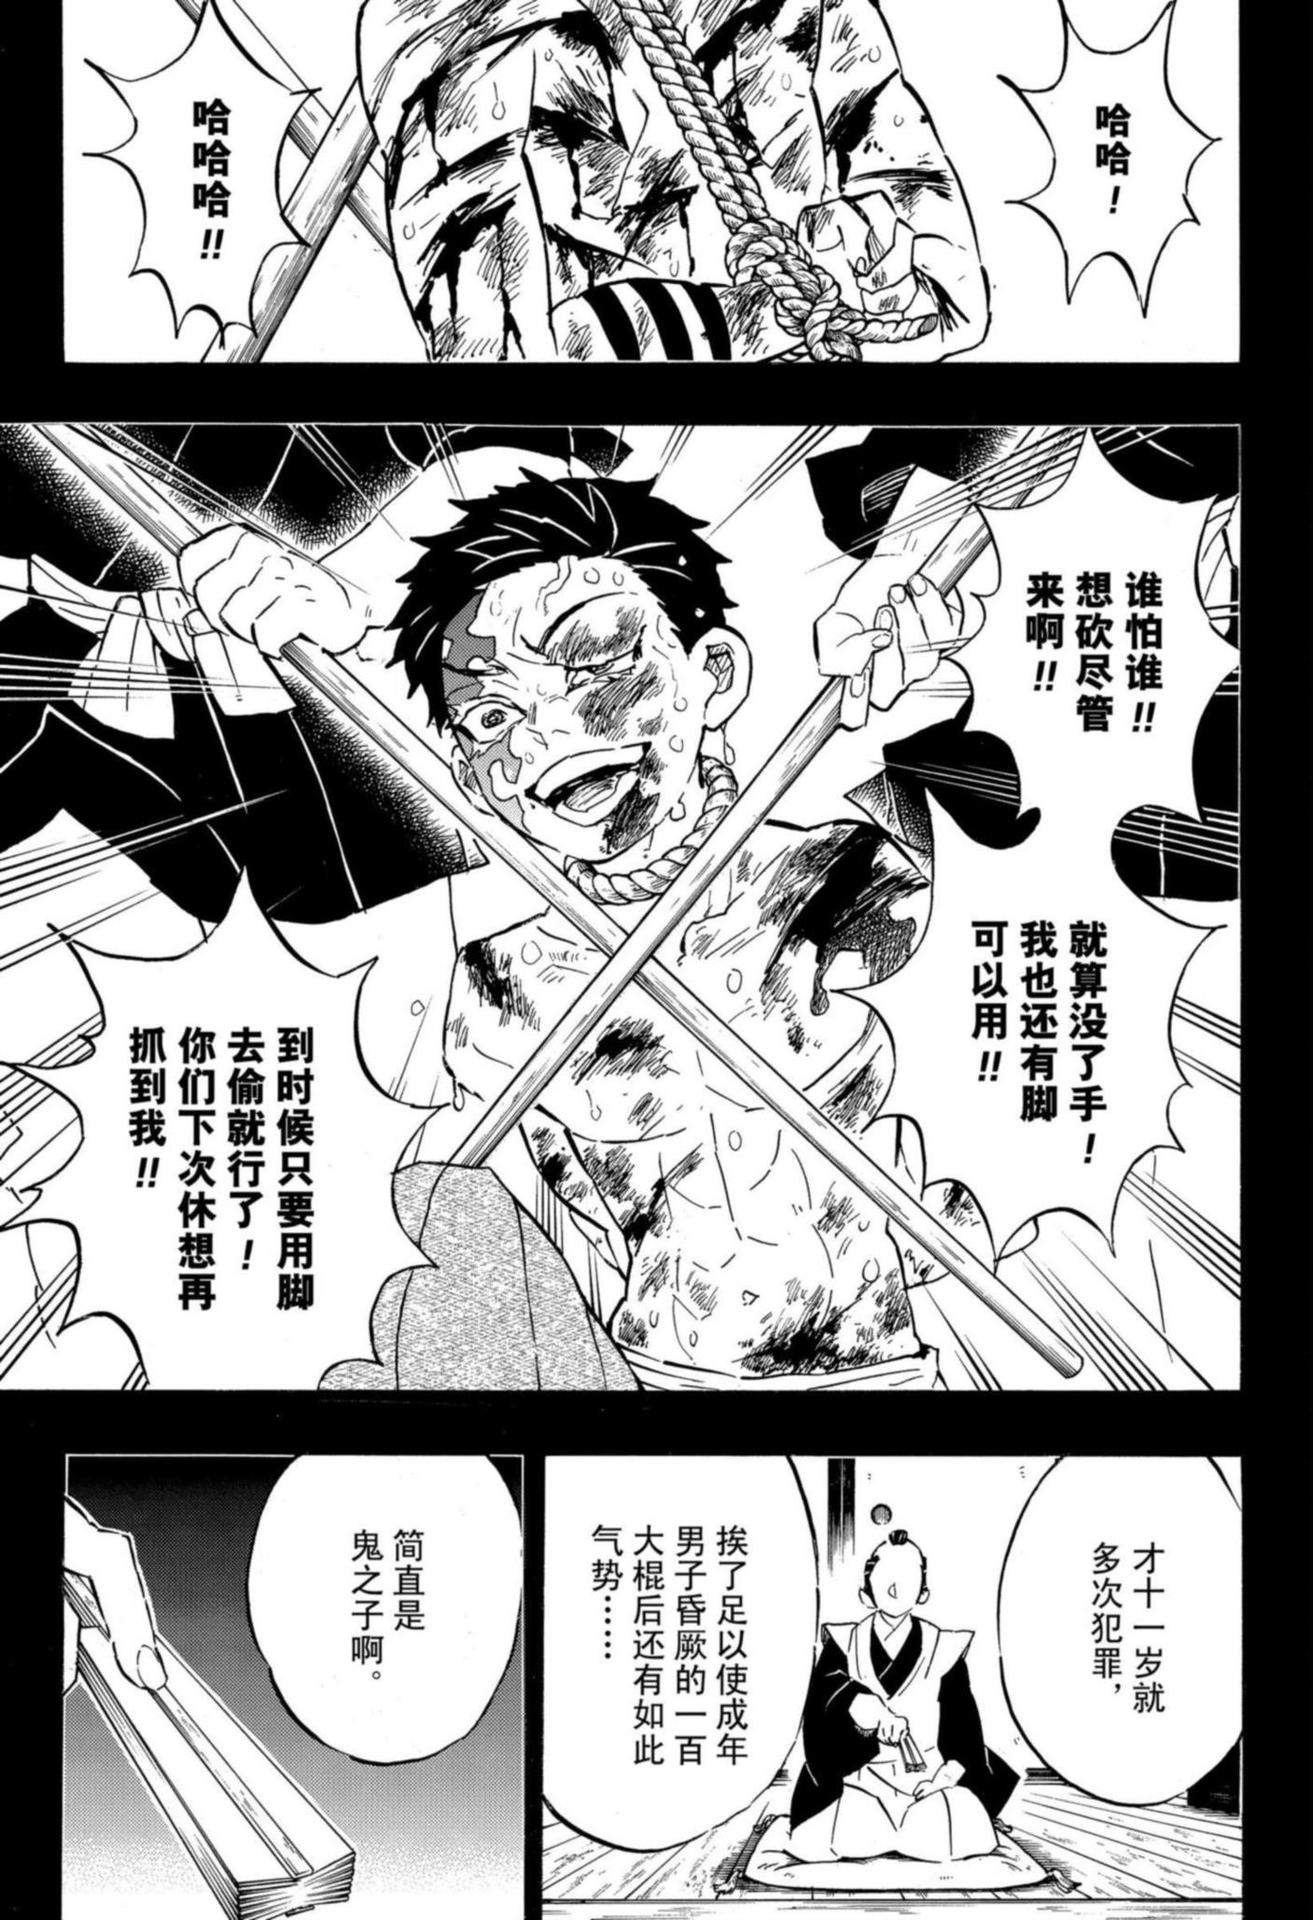 哈
哈！
哈
哈
哈!!
谁怕谁!!
想砍尽管
来啊!!
就算没了手！
我也还有脚
可以用!!
到时候只要用脚
去偷就行了！
你们下次休想再
抓到我!!
才十一岁就
多次犯罪，
挨了足以使成年
男子昏厥的一百
大棍后还有如此
气势……
简直是
鬼之子啊。